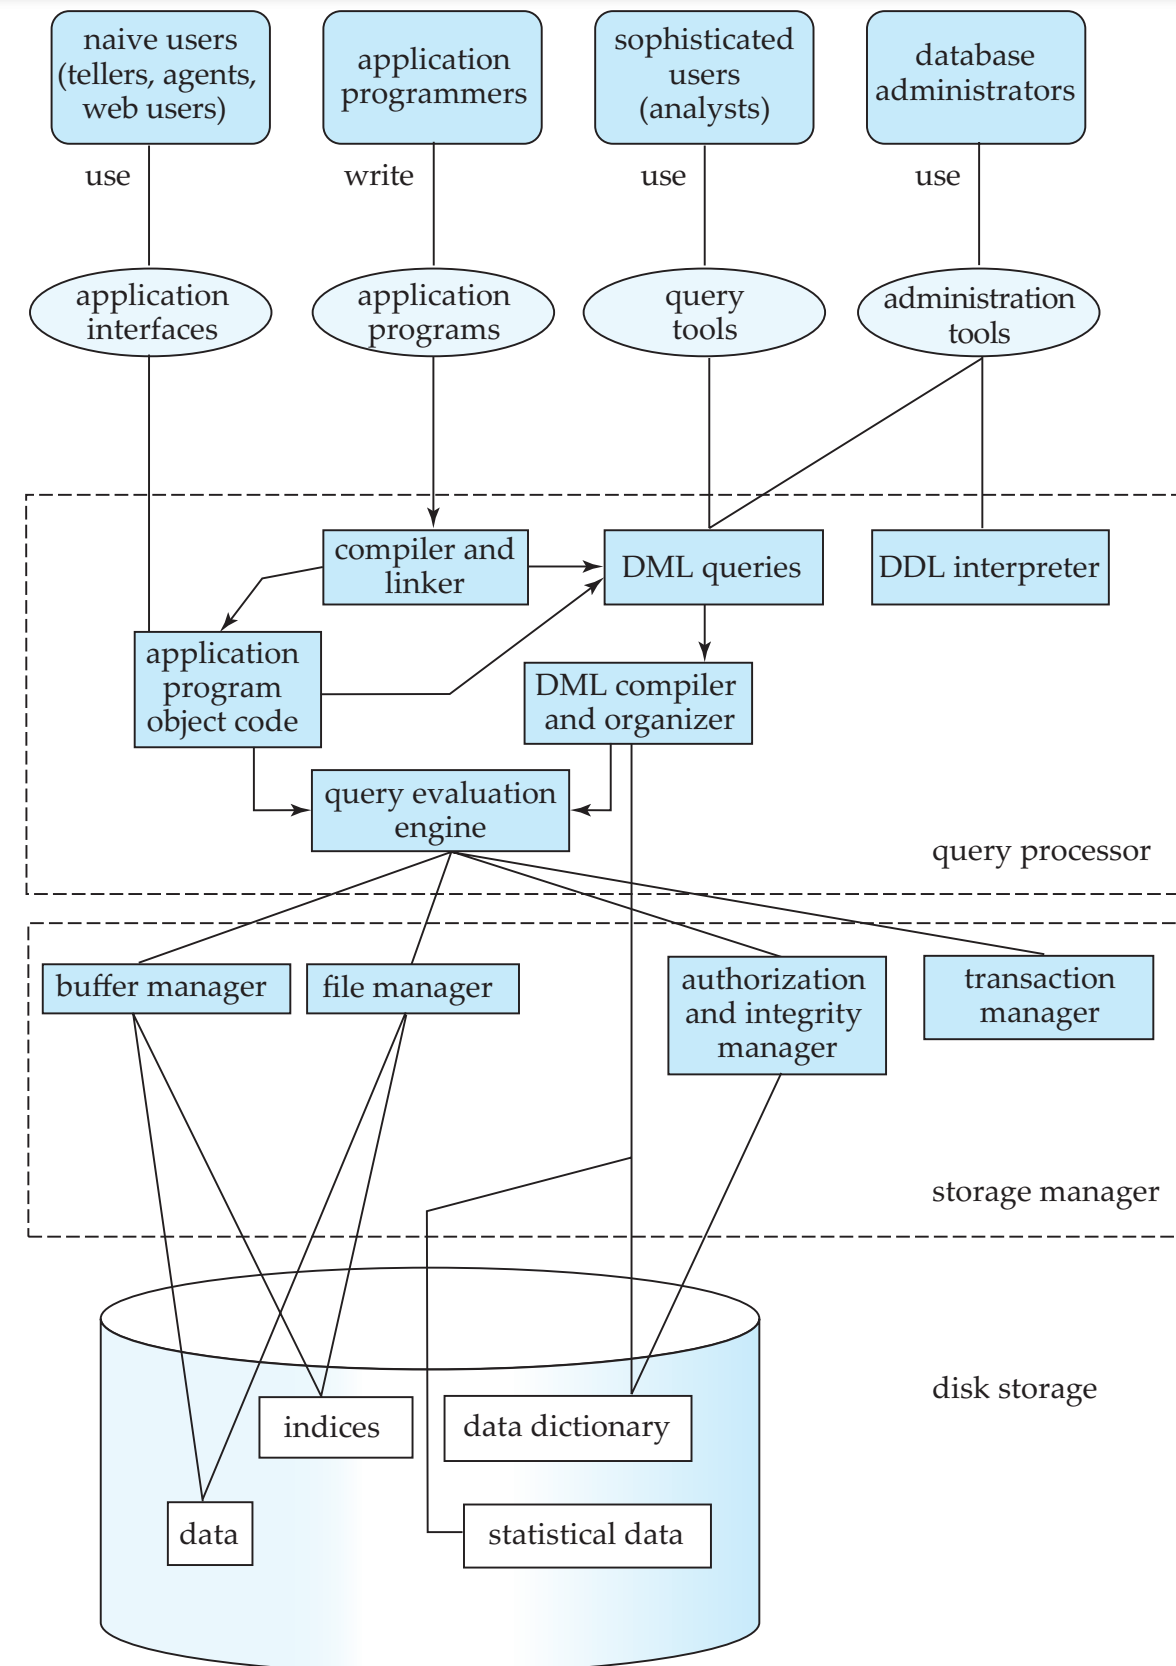 naive users
(tellers, agents,
web users)
application
programmers
sophisticated
users
(analysts)
database
administrators
use
write
use
use
application
interfaces
application
programs
query
tools
administration
tools
compiler and
linker
DML queries
DDL interpreter
application
program
object code
DML compiler
and organizer
query evaluation
engine
query processor
buffer manager
file manager
authorization
and integrity
manager
transaction
manager
storage manager
disk storage
indices
data dictionary
data
statistical data